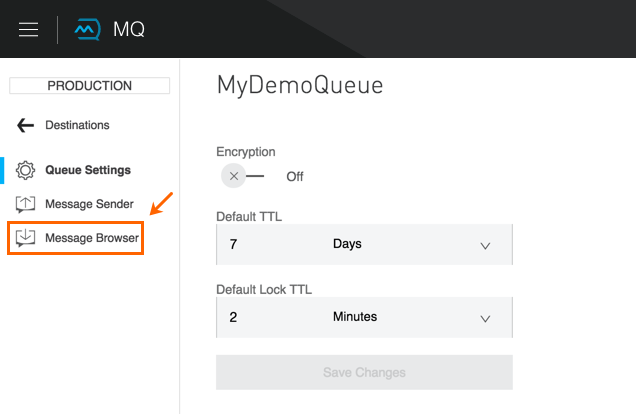 MQ
PRODUCTION
Destinations
Queue Settings
Message Sender
Message Browser
MyDemoQueue
Encryption
Off
Default TTL
7 Days
Default Lock TTL
2 Minutes
Save Changes